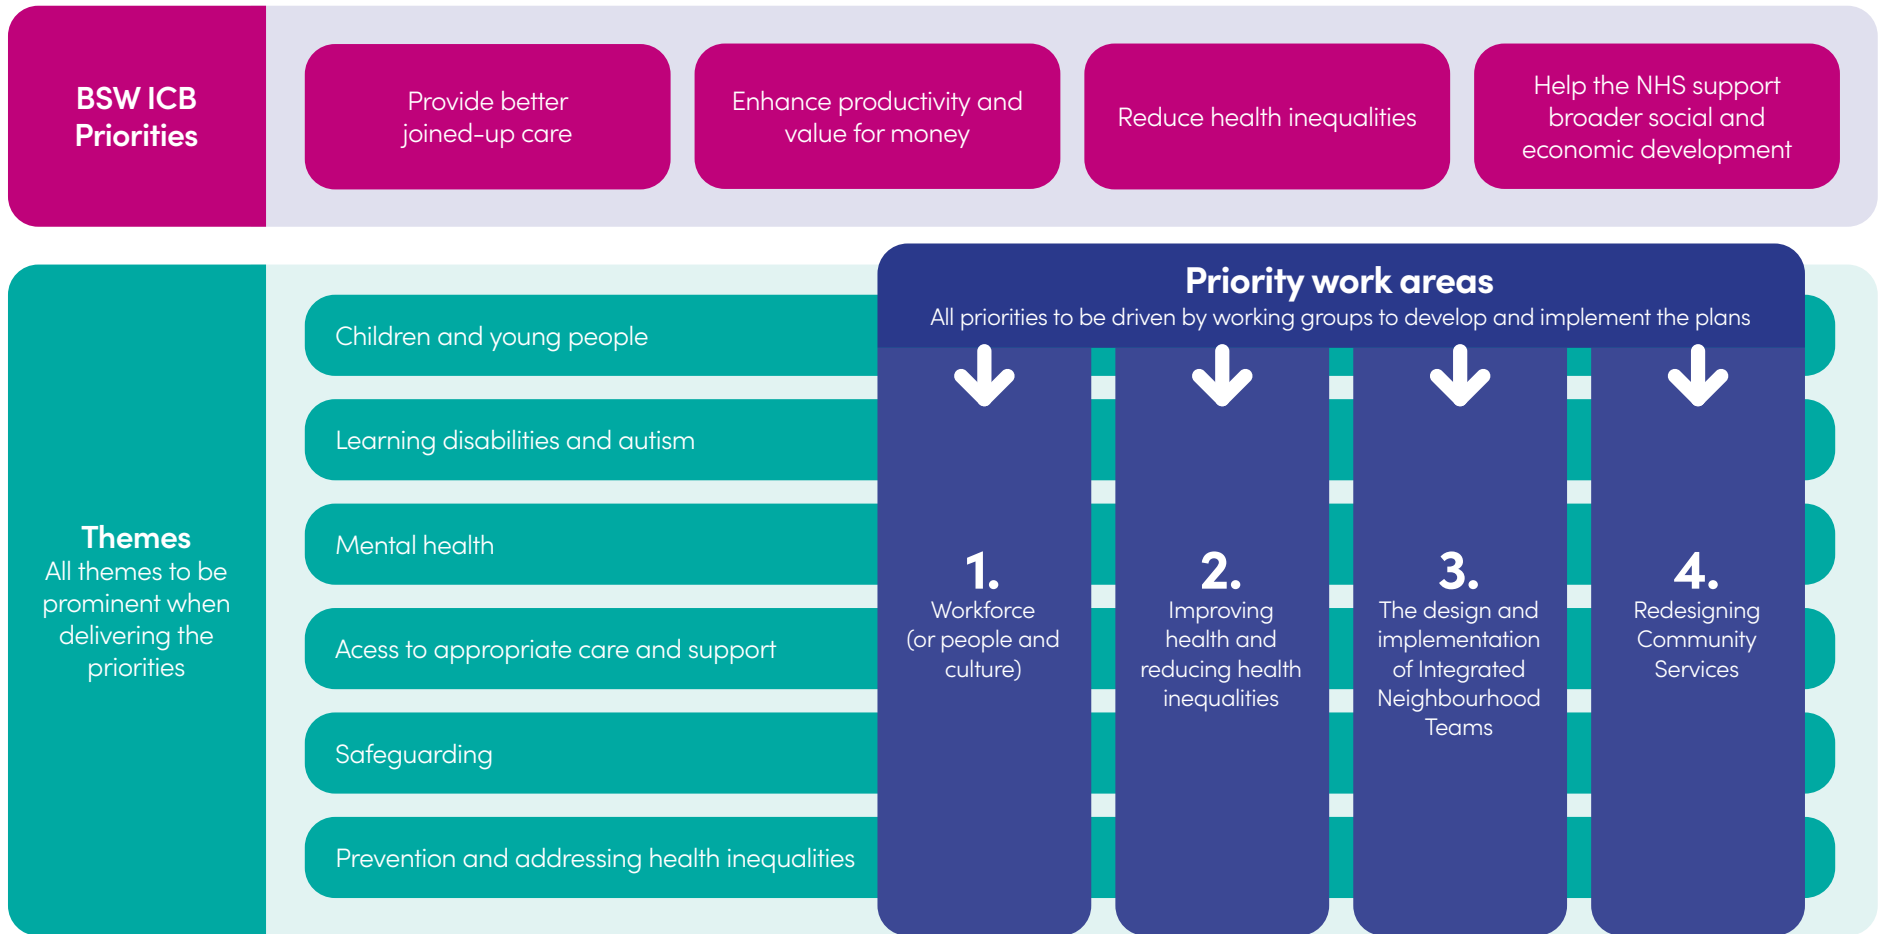 BSW ICB
Priorities
Provide better
joined-up care
Enhance productivity and
value for money
Reduce health inequalities
Help the NHS support
broader social and
economic development
Priority work areas
All priorities to be driven by working groups to develop and implement the plans
Themes
All themes to be
prominent when
delivering the
priorities
Children and young people
Learning disabilities and autism
Mental health
Acess to appropriate care and support
Safeguarding
Prevention and addressing health inequalities
1.
Workforce
(or people and
culture)
2.
Improving
health and
reducing health
inequalities
3.
The design and
implementation
of Integrated
Neighbourhood
Teams
4.
Redesigning
Community
Services